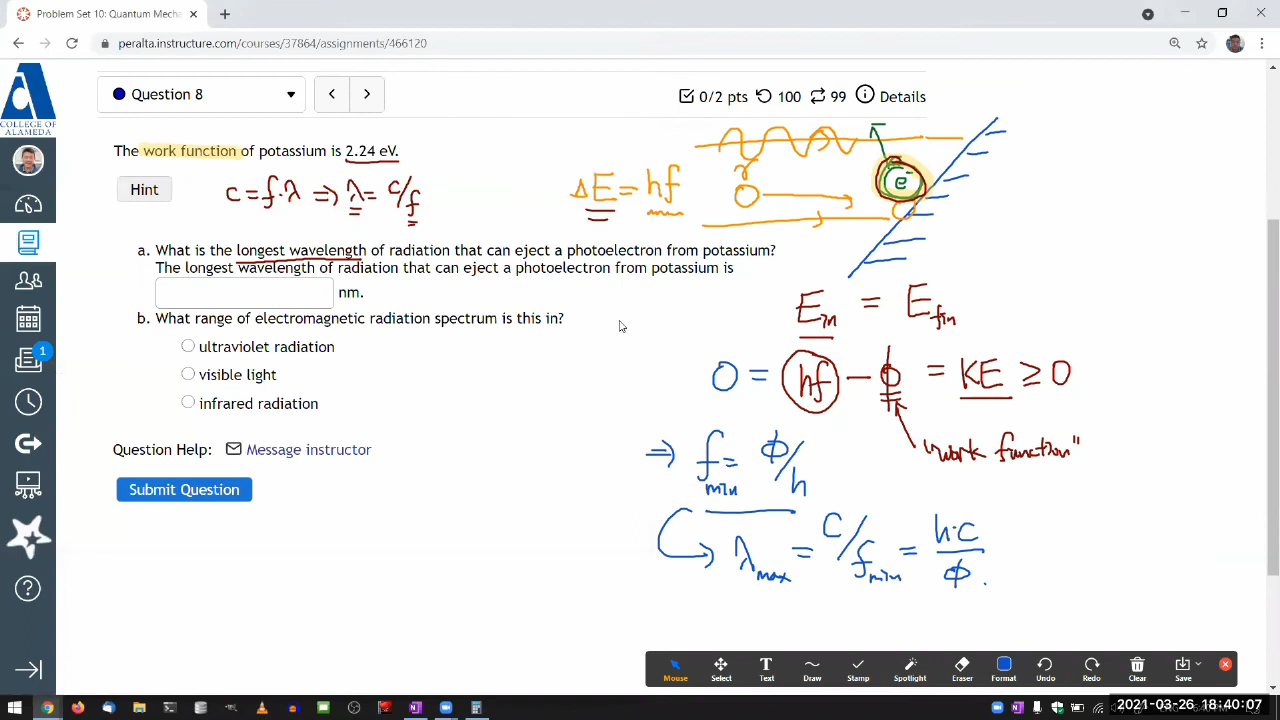 Problem Set 10: Quantum Mecha
peralta.instructure.com/courses/37864/assignments/466120
COLLEGE OF
ALAMEDA
Question 8
0/2 pts 100 99 Details
The work function of potassium is 2.24 eV.
Hint
c = f·λ ⇒ λ = c/f
ΔE = hf
γ
e⁻
a. What is the longest wavelength of radiation that can eject a photoelectron from potassium?
The longest wavelength of radiation that can eject a photoelectron from potassium is
nm.
E_in = E_fin
b. What range of electromagnetic radiation spectrum is this in?
ultraviolet radiation
visible light
infrared radiation
0 = hf − ϕ = KE ≥ 0
"work function"
Question Help: Message instructor
Submit Question
⇒ f_min = ϕ/h
λ_max = c/f_min = h·c/ϕ.
1
Mouse Select Text Draw Stamp Spotlight Eraser Format Undo Redo Clear Save
2021-03-26 18:40:07